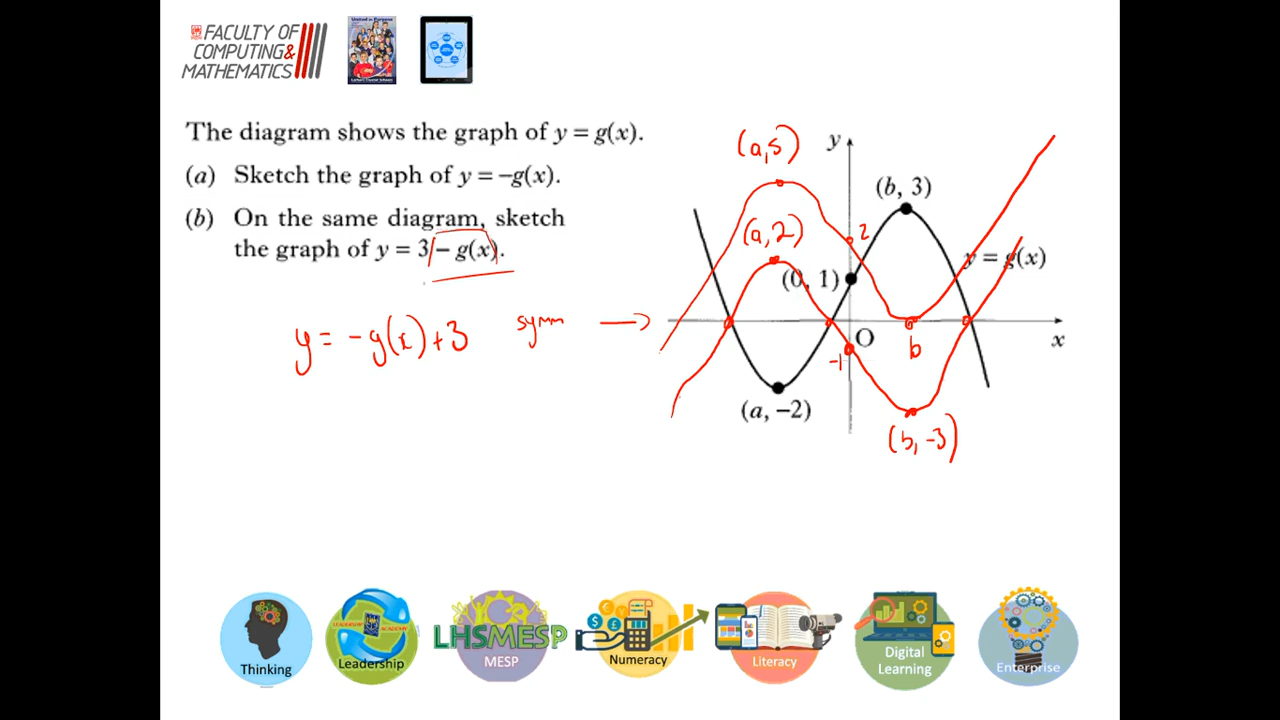 FACULTY OF
COMPUTING&
MATHEMATICS
The diagram shows the graph of y = g(x).
(a) Sketch the graph of y = –g(x).
(b) On the same diagram, sketch
the graph of y = 3 – g(x).
y = -g(x) + 3
symm
(a,5)
y
(b, 3)
(a,2)
2
(0, 1)
y = g(x)
O
x
-1
b
(a, –2)
(b, -3)
Thinking
LEADERSHIP
ACADEMY
Leadership
LHSMESP
MESP
Numeracy
Literacy
Digital
Learning
Enterprise